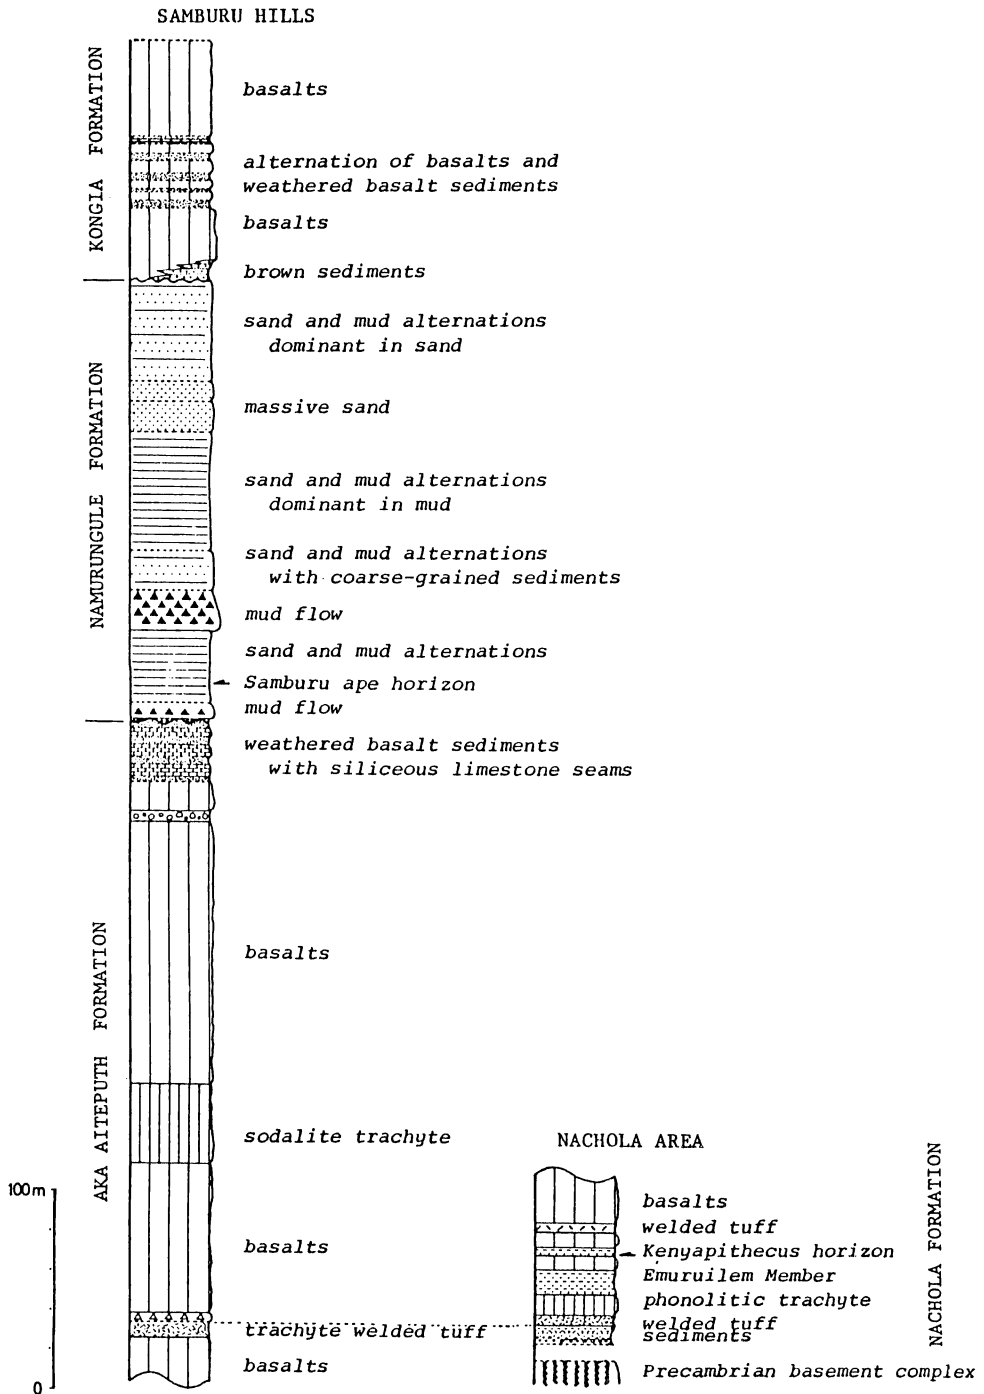 SAMBURU HILLS
KONGIA FORMATION
basalts
alternation of basalts and
weathered basalt sediments
basalts
brown sediments
NAMURUNGULE FORMATION
sand and mud alternations
dominant in sand
massive sand
sand and mud alternations
dominant in mud
sand and mud alternations
with coarse-grained sediments
mud flow
sand and mud alternations
Samburu ape horizon
mud flow
AKA AITEPUTH FORMATION
weathered basalt sediments
with siliceous limestone seams
basalts
sodalite trachyte
basalts
trachyte welded tuff
basalts
100m
0
NACHOLA AREA
NACHOLA FORMATION
basalts
welded tuff
Kenyapithecus horizon
Emuruilem Member
phonolitic trachyte
welded tuff
sediments
Precambrian basement complex